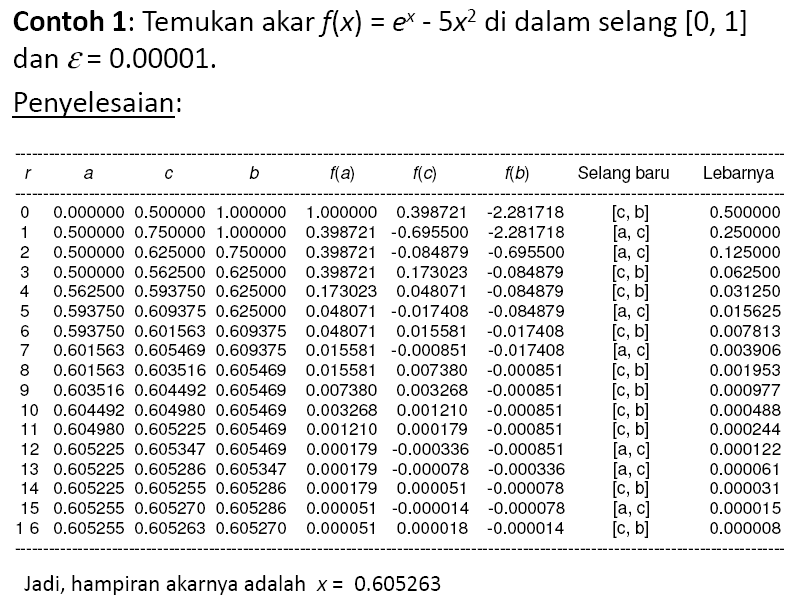 Contoh 1: Temukan akar f(x) = eˣ - 5x² di dalam selang [0, 1]
dan ε = 0.00001.
Penyelesaian:
r a c b f(a) f(c) f(b) Selang baru Lebarnya
0 0.000000 0.500000 1.000000 1.000000 0.398721 -2.281718 [c, b] 0.500000
1 0.500000 0.750000 1.000000 0.398721 -0.695500 -2.281718 [a, c] 0.250000
2 0.500000 0.625000 0.750000 0.398721 -0.084879 -0.695500 [a, c] 0.125000
3 0.500000 0.562500 0.625000 0.398721 0.173023 -0.084879 [c, b] 0.062500
4 0.562500 0.593750 0.625000 0.173023 0.048071 -0.084879 [c, b] 0.031250
5 0.593750 0.609375 0.625000 0.048071 -0.017408 -0.084879 [a, c] 0.015625
6 0.593750 0.601563 0.609375 0.048071 0.015581 -0.017408 [c, b] 0.007813
7 0.601563 0.605469 0.609375 0.015581 -0.000851 -0.017408 [a, c] 0.003906
8 0.601563 0.603516 0.605469 0.015581 0.007380 -0.000851 [c, b] 0.001953
9 0.603516 0.604492 0.605469 0.007380 0.003268 -0.000851 [c, b] 0.000977
10 0.604492 0.604980 0.605469 0.003268 0.001210 -0.000851 [c, b] 0.000488
11 0.604980 0.605225 0.605469 0.001210 0.000179 -0.000851 [c, b] 0.000244
12 0.605225 0.605347 0.605469 0.000179 -0.000336 -0.000851 [a, c] 0.000122
13 0.605225 0.605286 0.605347 0.000179 -0.000078 -0.000336 [a, c] 0.000061
14 0.605225 0.605255 0.605286 0.000179 0.000051 -0.000078 [c, b] 0.000031
15 0.605255 0.605270 0.605286 0.000051 -0.000014 -0.000078 [a, c] 0.000015
1 6 0.605255 0.605263 0.605270 0.000051 0.000018 -0.000014 [c, b] 0.000008
Jadi, hampiran akarnya adalah x = 0.605263